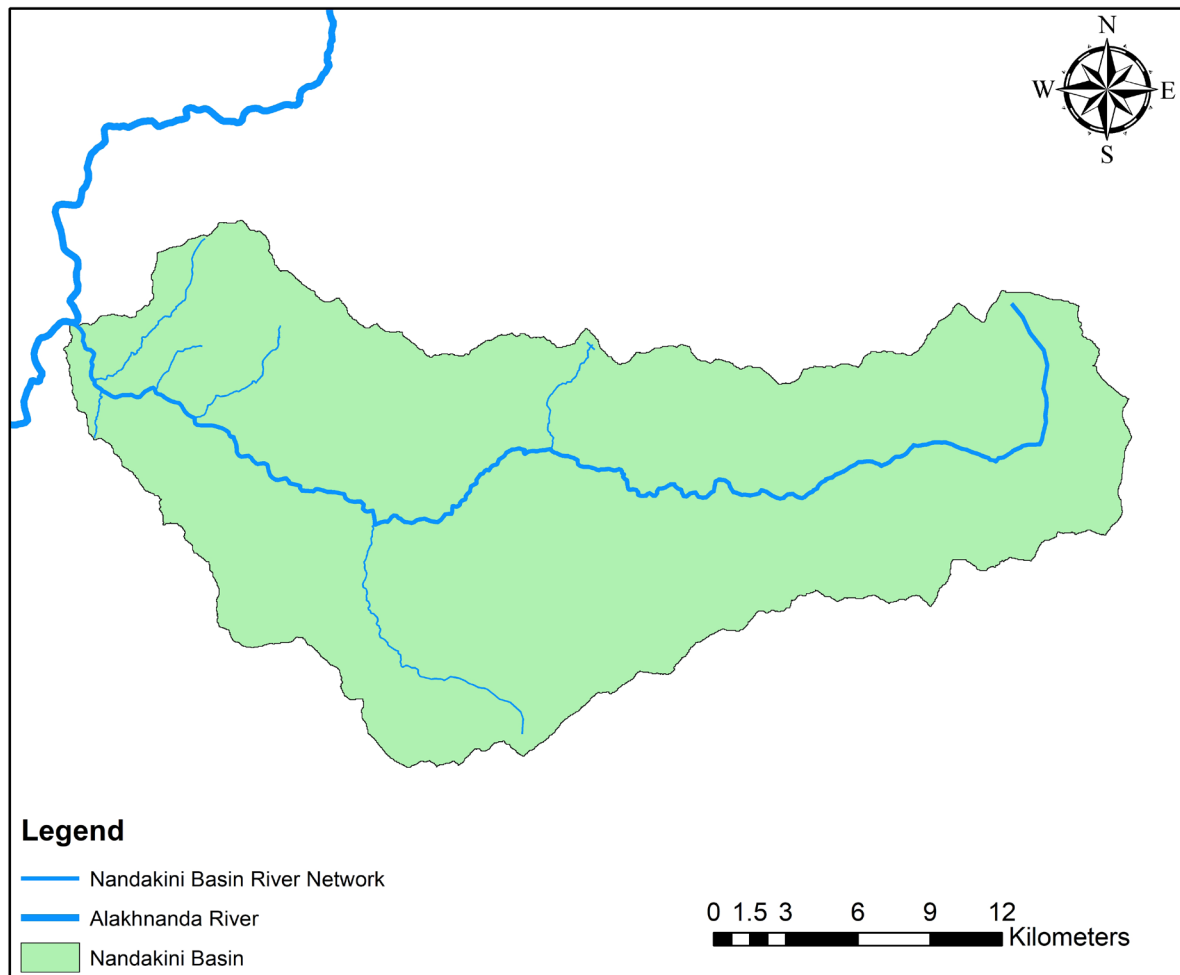 N
W E
S
Legend
Nandakini Basin River Network
Alakhnanda River
Nandakini Basin
0 1.5 3 6 9 12
Kilometers